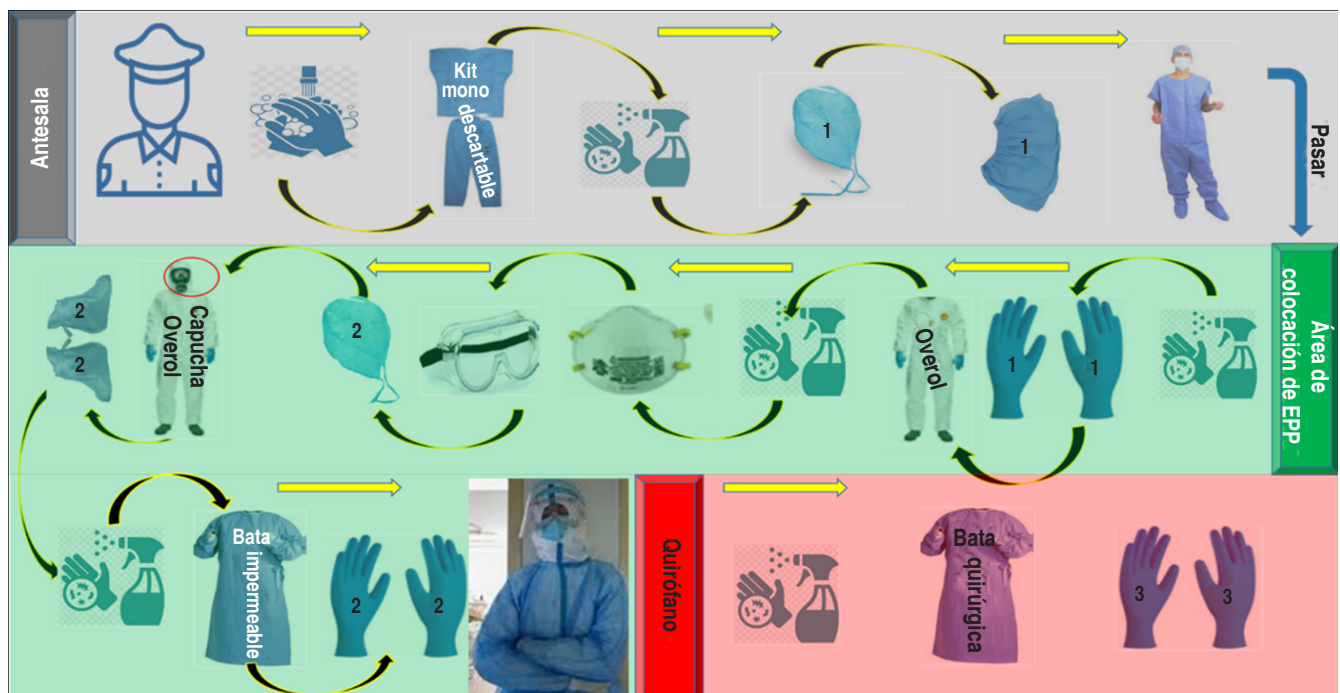 Antesala
Kit
mono
descartable
1
1
Pasar
Área de
colocación de EPP
1
1
Overol
2
Capucha
Overol
2
2
Bata
impermeable
2
2
Quirófano
Bata
quirúrgica
3
3